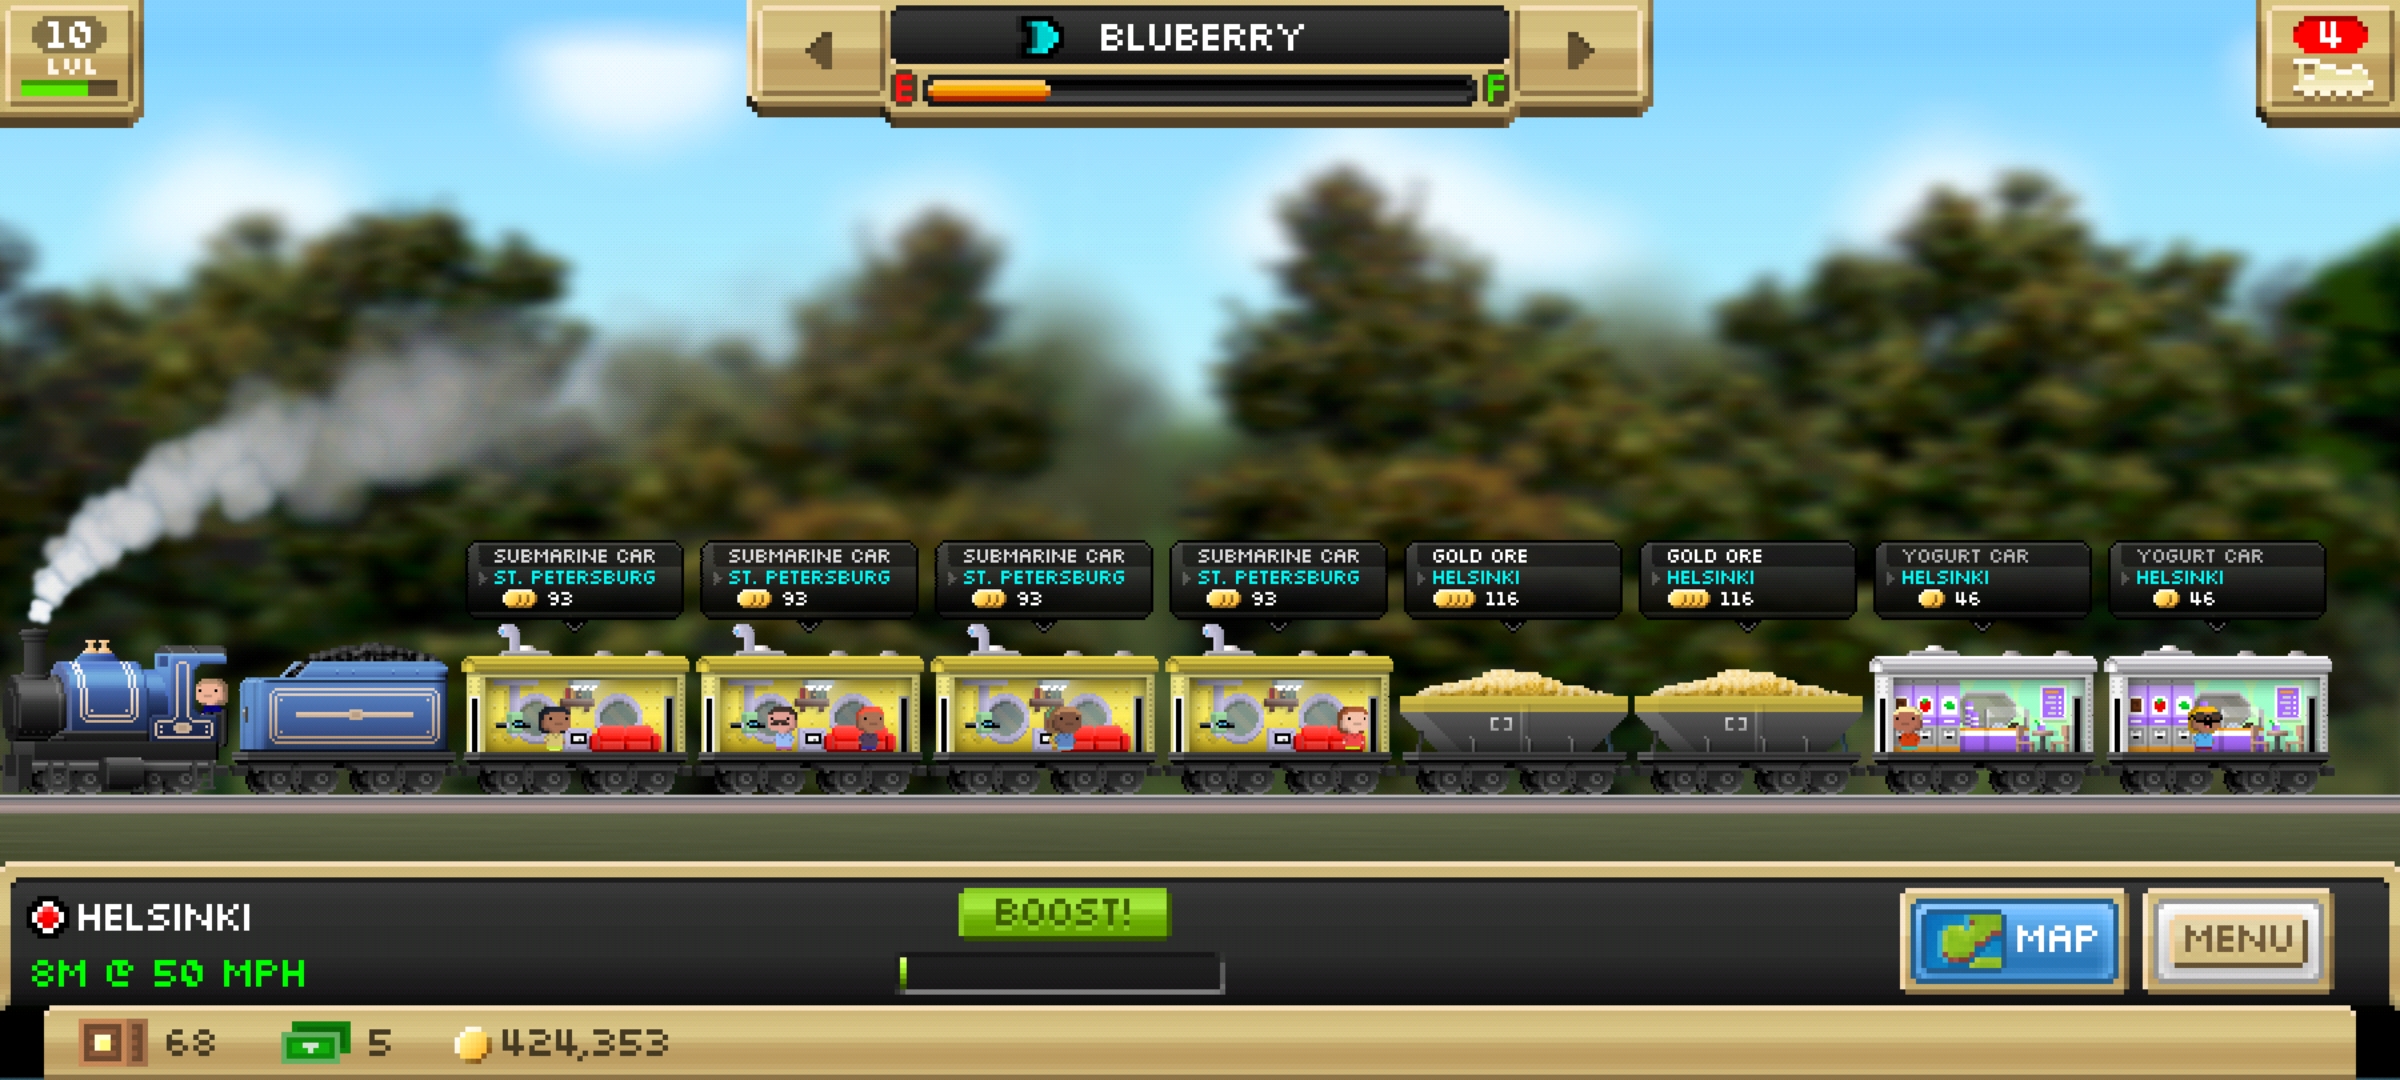 10
LVL
BLUBERRY
E F
4
SUBMARINE CAR
ST. PETERSBURG
93
SUBMARINE CAR
ST. PETERSBURG
93
SUBMARINE CAR
ST. PETERSBURG
93
SUBMARINE CAR
ST. PETERSBURG
93
GOLD ORE
HELSINKI
116
GOLD ORE
HELSINKI
116
YOGURT CAR
HELSINKI
46
YOGURT CAR
HELSINKI
46
HELSINKI
8M @ 50 MPH
BOOST!
MAP
MENU
68 5 424,353